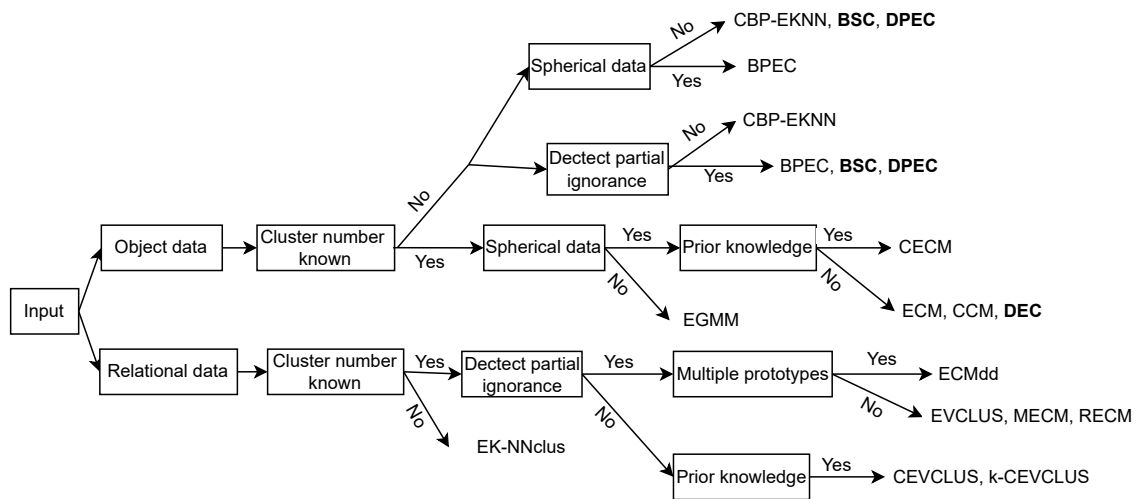 No
CBP-EKNN, BSC, DPEC
Spherical data
Yes
BPEC
No
CBP-EKNN
Dectect partial
ignorance
Yes
BPEC, BSC, DPEC
No
Object data
Cluster number
known
Yes
Spherical data
Yes
Prior knowledge
Yes
CECM
No
EGMM
No
ECM, CCM, DEC
Input
Relational data
Cluster number
known
Yes
Dectect partial
ignorance
Yes
Multiple prototypes
Yes
ECMdd
No
EVCLUS, MECM, RECM
No
EK-NNclus
No
Prior knowledge
Yes
CEVCLUS, k-CEVCLUS